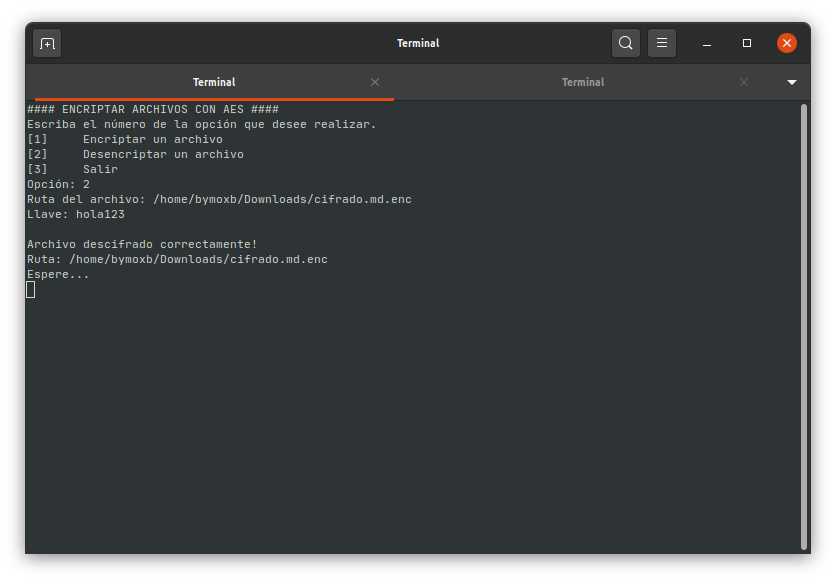 Terminal
Terminal
Terminal
#### ENCRIPTAR ARCHIVOS CON AES ####
Escriba el número de la opción que desee realizar.
[1]     Encriptar un archivo
[2]     Desencriptar un archivo
[3]     Salir
Opción: 2
Ruta del archivo: /home/bymoxb/Downloads/cifrado.md.enc
Llave: hola123
Archivo descifrado correctamente!
Ruta: /home/bymoxb/Downloads/cifrado.md.enc
Espere...